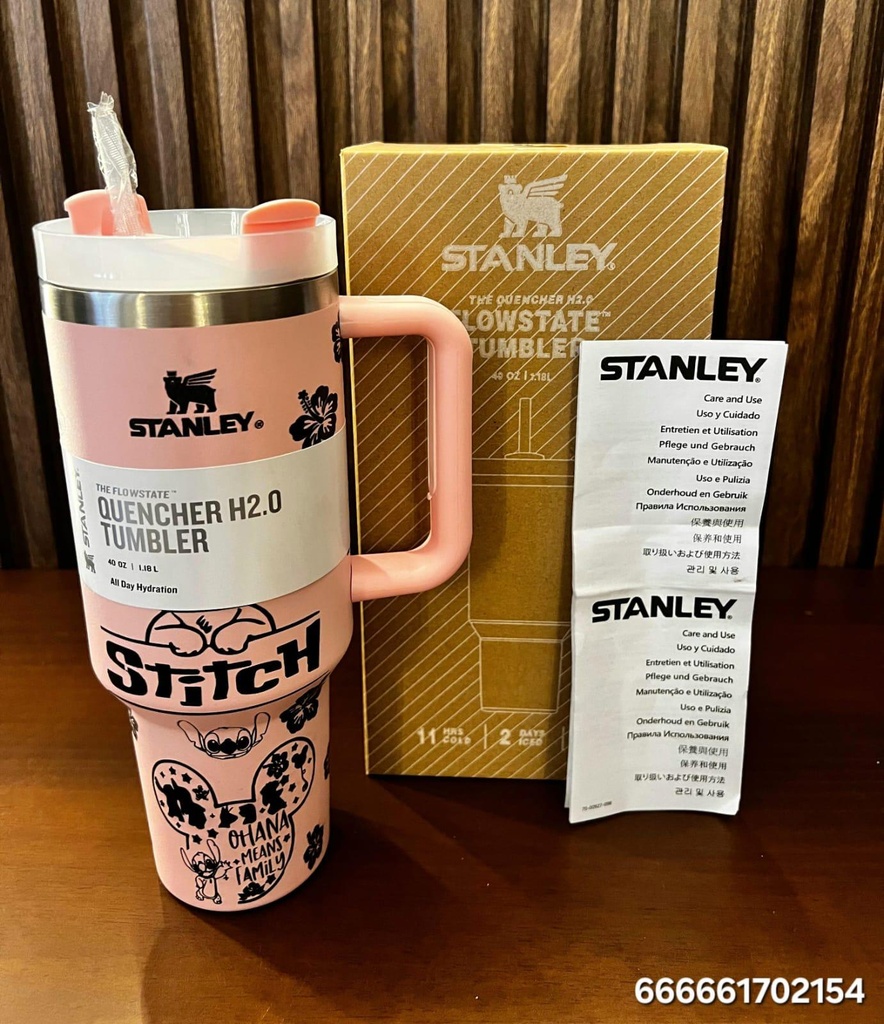 STANLEY®
STANLEY
THE FLOWSTATE™
QUENCHER H2.0
TUMBLER
40 OZ | 1.18 L
All Day Hydration
StitcH
OHANA
MEANS
FAMILY
STANLEY®
THE QUENCHER H2.0
FLOWSTATE™
TUMBLER
40 OZ | 1.18L
11 HRS COLD | 2 DAYS ICED |
STANLEY®
Care and Use
Uso y Cuidado
Entretien et Utilisation
Pflege und Gebrauch
Manutenção e Utilização
Uso e Pulizia
Onderhoud en Gebruik
Правила Использования
保養與使用
保养和使用
取り扱いおよび使用方法
관리 및 사용
STANLEY®
Care and Use
Uso y Cuidado
Entretien et Utilisation
Pflege und Gebrauch
Manutenção e Utilização
Uso e Pulizia
Onderhoud en Gebruik
Правила Использования
保養與使用
保养和使用
取り扱いおよび使用方法
관리 및 사용
666661702154